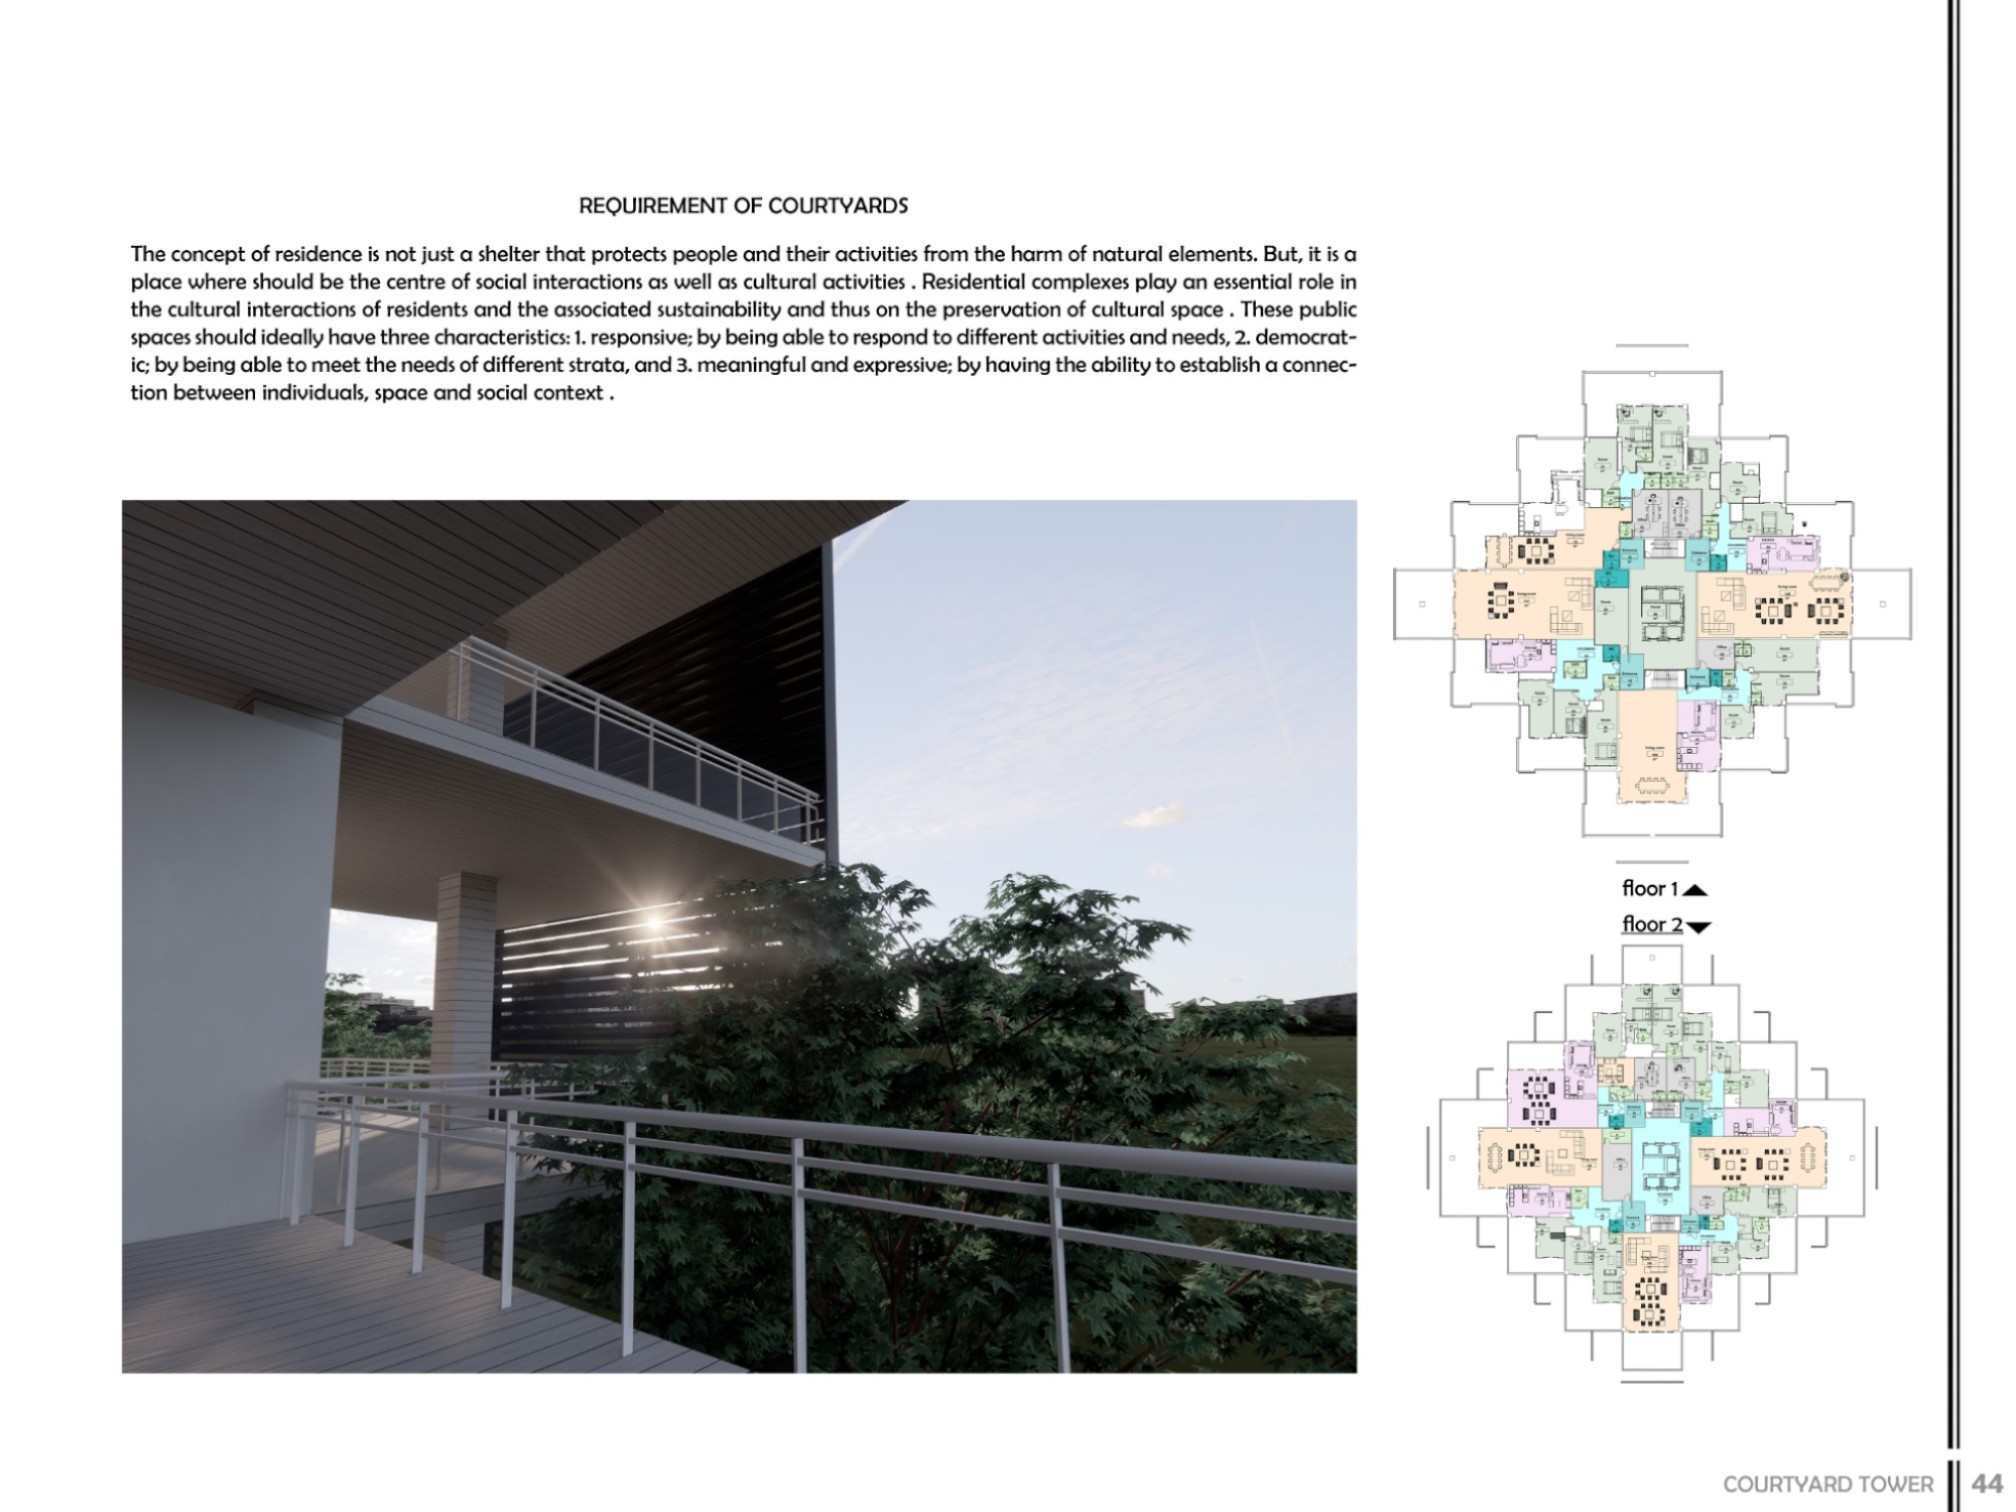 REQUIREMENT OF COURTYARDS
The concept of residence is not just a shelter that protects people and their activities from the harm of natural elements. But, it is a
place where should be the centre of social interactions as well as cultural activities . Residential complexes play an essential role in
the cultural interactions of residents and the associated sustainability and thus on the preservation of cultural space . These public
spaces should ideally have three characteristics: 1. responsive; by being able to respond to different activities and needs, 2. democrat-
ic; by being able to meet the needs of different strata, and 3. meaningful and expressive; by having the ability to establish a connec-
tion between individuals, space and social context .
floor 1
floor 2
COURTYARD TOWER
44